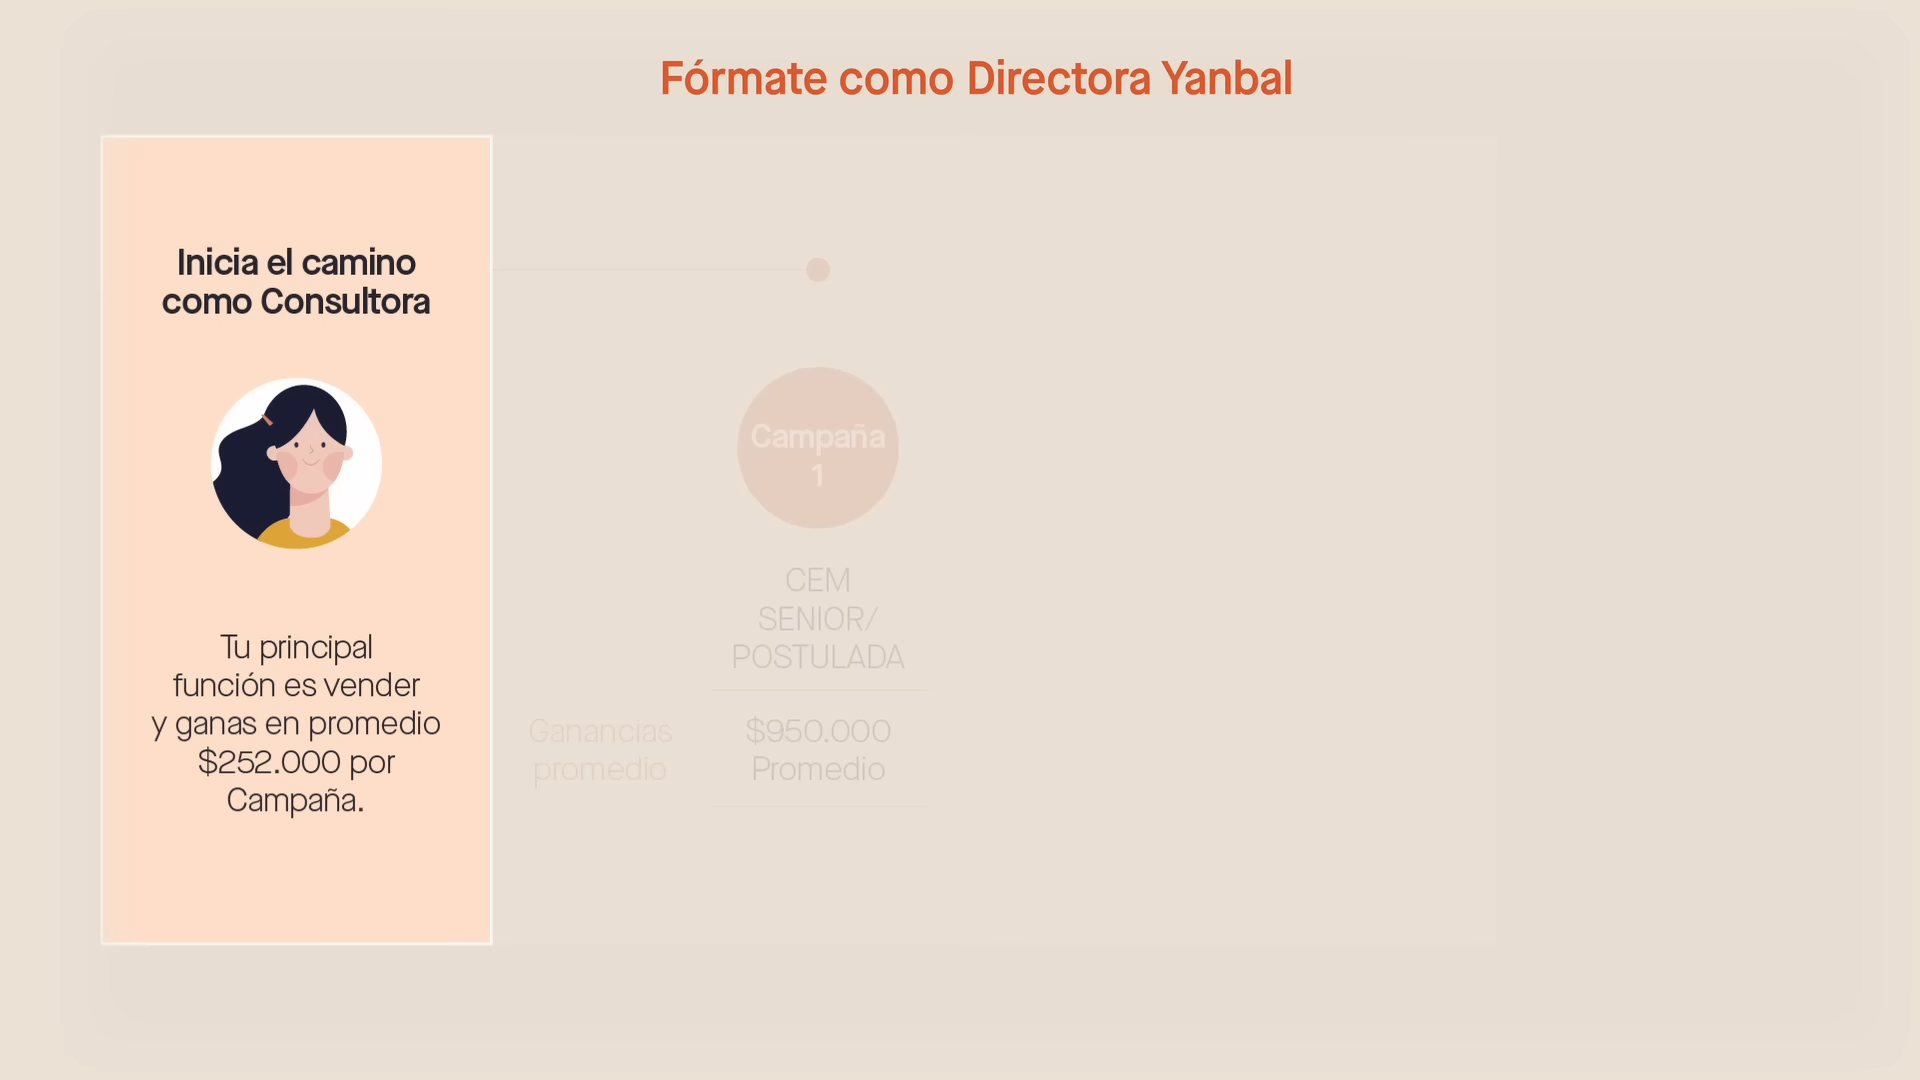 Fórmate como Directora Yanbal
Inicia el camino
como Consultora
Tu principal
función es vender
y ganas en promedio
$252.000 por
Campaña.
Campaña
1
CEM
SENIOR/
POSTULADA
Ganancias
promedio
$950.000
Promedio